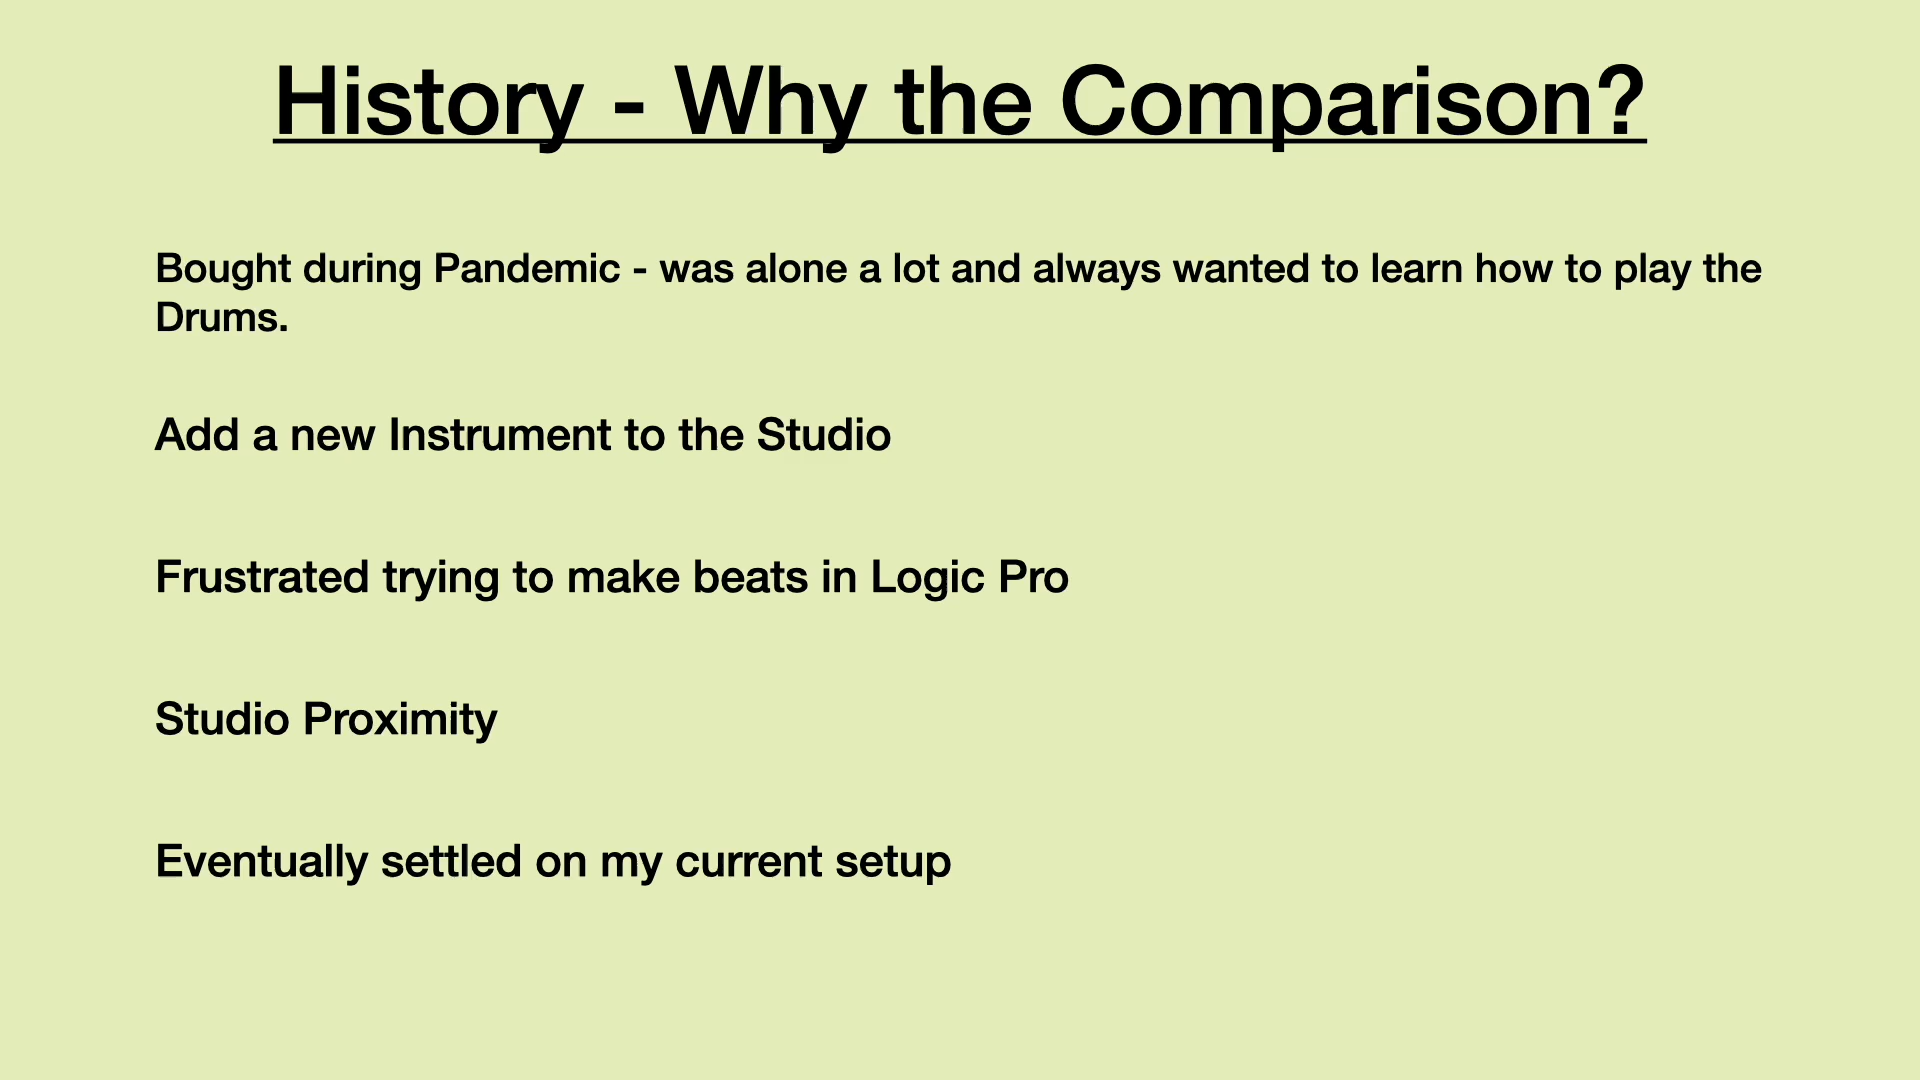 History - Why the Comparison?
Bought during Pandemic - was alone a lot and always wanted to learn how to play the
Drums.
Add a new Instrument to the Studio
Frustrated trying to make beats in Logic Pro
Studio Proximity
Eventually settled on my current setup